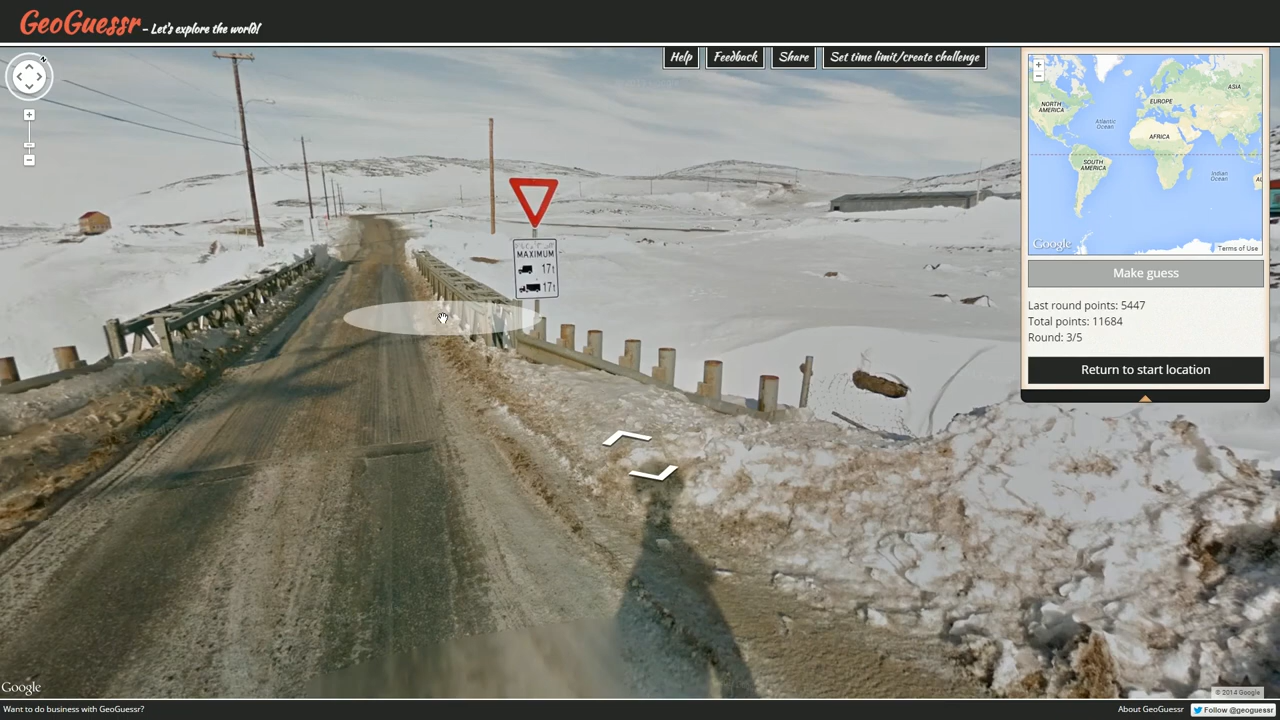 GeoGuessr - Let's explore the world!
Help
Feedback
Share
Set time limit/create challenge
MAXIMUM
17t
17t
NORTH
AMERICA
EUROPE
ASIA
Atlantic
Ocean
AFRICA
SOUTH
AMERICA
Indian
Ocean
AU
Google
Terms of Use
Make guess
Last round points: 5447
Total points: 11684
Round: 3/5
Return to start location
Google
© 2014 Google
Want to do business with GeoGuessr?
About GeoGuessr
Follow @geoguessr